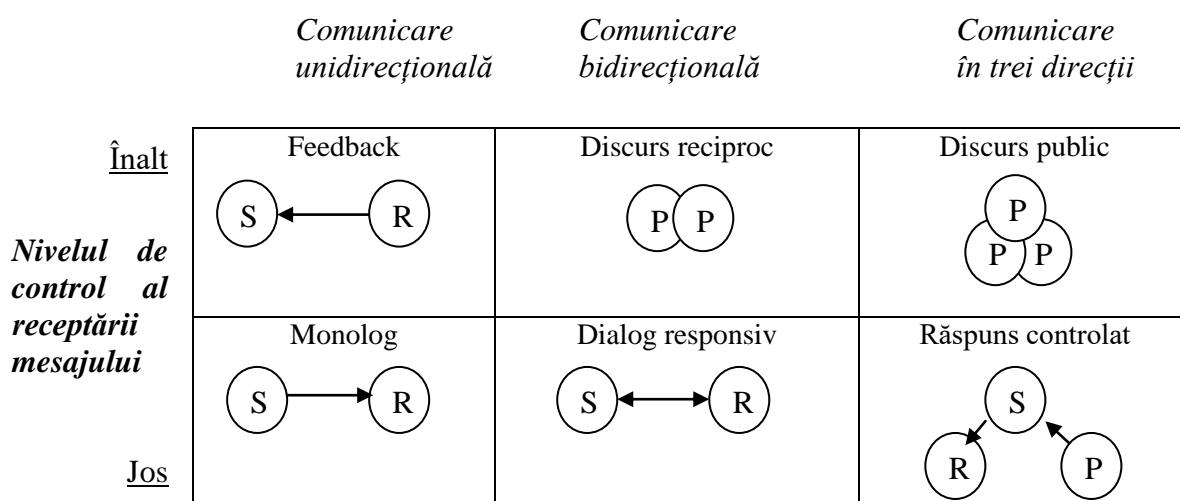 Comunicare Comunicare Comunicare
unidirecțională bidirecțională în trei direcții
Înalt
Feedback Discurs reciproc Discurs public
S R P P P
P P
Nivelul de
control al
receptării
mesajului
Monolog Dialog responsiv Răspuns controlat
S R S R S
R P
Jos